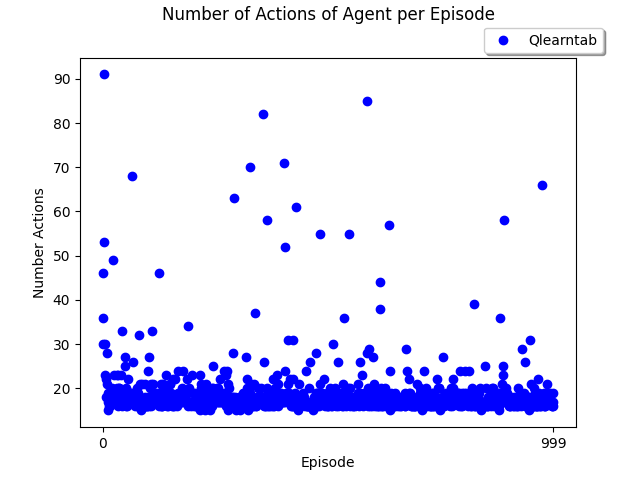 Number of Actions of Agent per Episode
Qlearntab
90
80
70
60
50
40
30
20
Number Actions
0 999
Episode